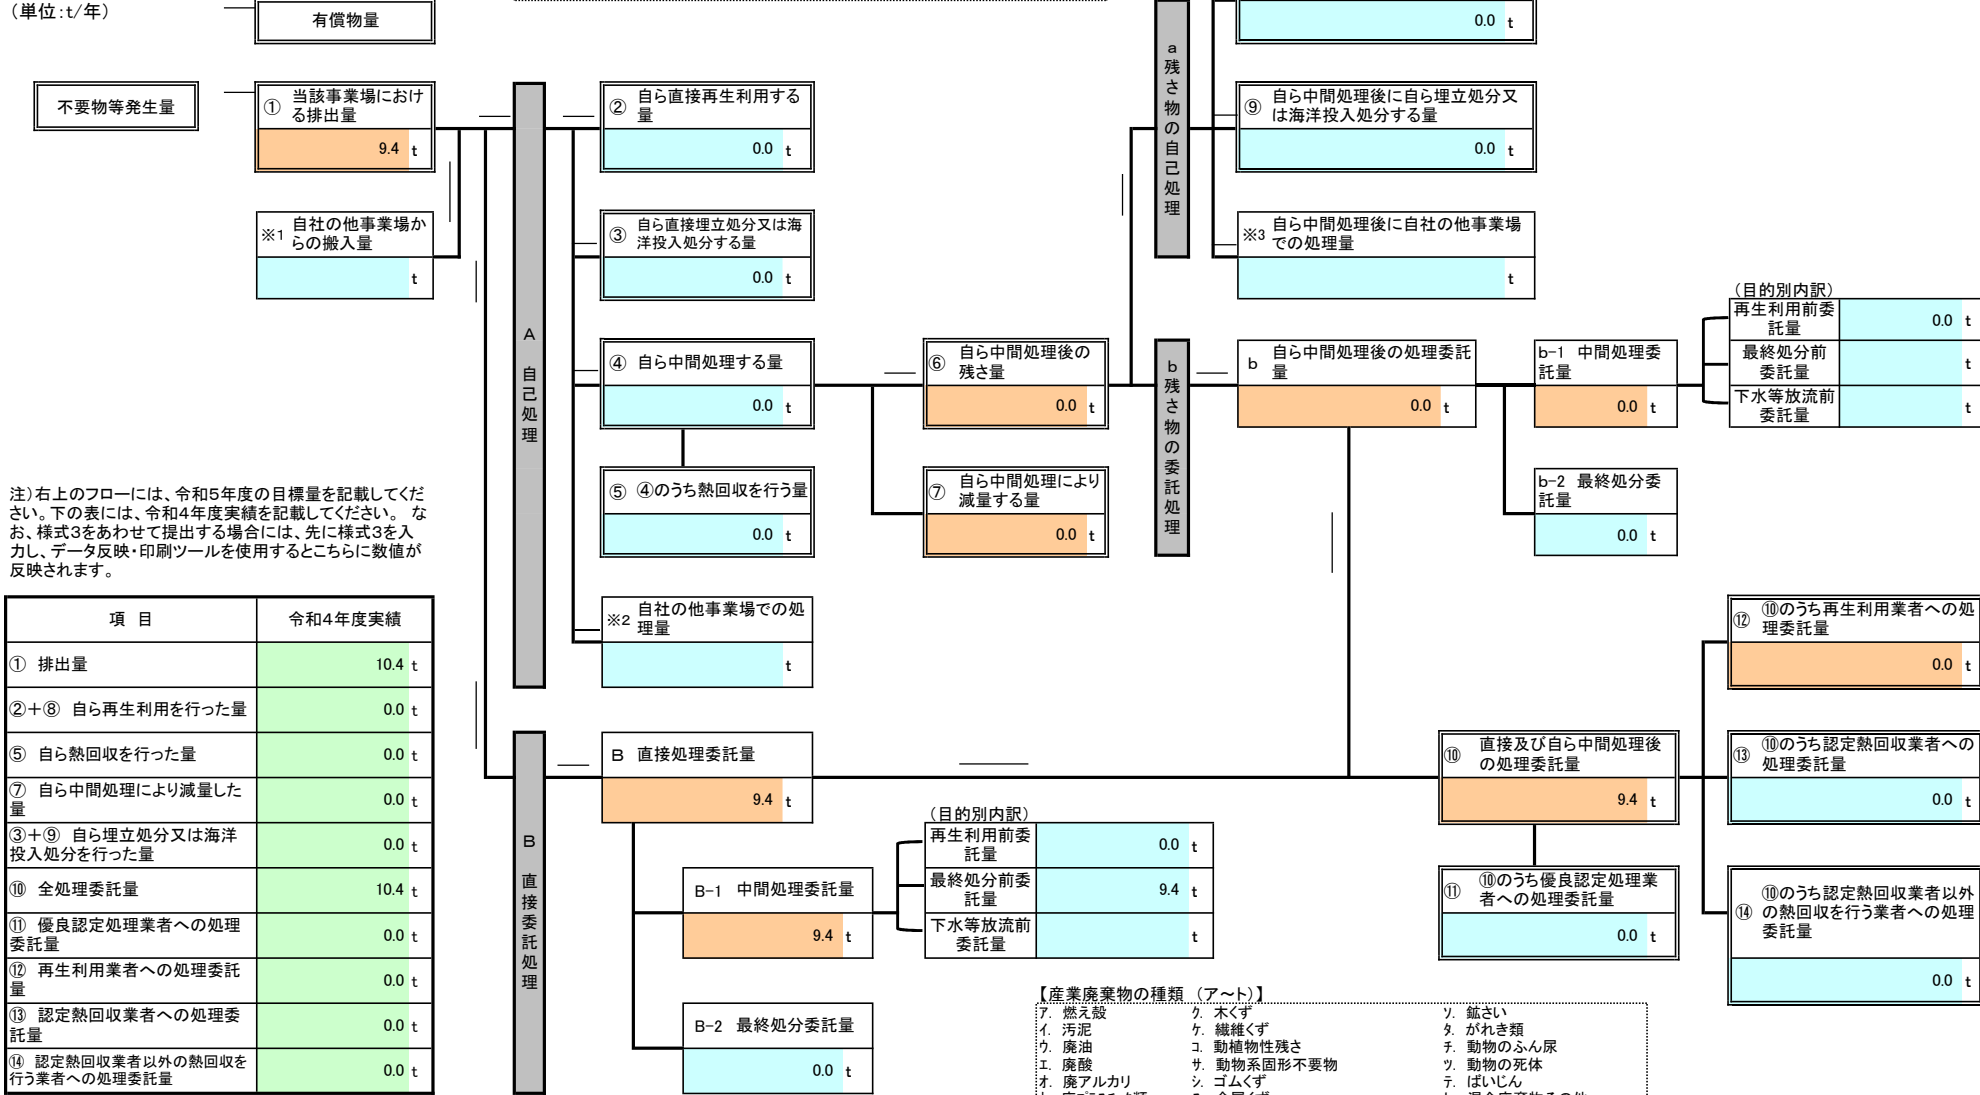 （単位：t/年）
有償物量
0.0 t
不要物等発生量
① 当該事業場におけ
る排出量
9.4 t
※1 自社の他事業場か
らの搬入量
t
A 自己処理
② 自ら直接再生利用する
量
0.0 t
③ 自ら直接埋立処分又は海
洋投入処分する量
0.0 t
④ 自ら中間処理する量
0.0 t
⑤ ④のうち熱回収を行う量
0.0 t
※2 自社の他事業場での処
理量
t
⑥ 自ら中間処理後の
残さ量
0.0 t
⑦ 自ら中間処理により
減量する量
0.0 t
a 残さ物の自己処理
⑨ 自ら中間処理後に自ら埋立処分又
は海洋投入処分する量
0.0 t
※3 自ら中間処理後に自社の他事業場
での処理量
t
b 残さ物の委託処理
b 自ら中間処理後の処理委託
量
0.0 t
b-1 中間処理委
託量
0.0 t
b-2 最終処分委
託量
0.0 t
（目的別内訳）
再生利用前委
託量
0.0 t
最終処分前
委託量
t
下水等放流前
委託量
t
注）右上のフローには、令和5年度の目標量を記載してくだ
さい。下の表には、令和4年度実績を記載してください。 な
お、様式3をあわせて提出する場合には、先に様式3を入
力し、データ反映・印刷ツールを使用するとこちらに数値が
反映されます。
項 目 令和4年度実績
① 排出量 10.4 t
②＋⑧ 自ら再生利用を行った量 0.0 t
⑤ 自ら熱回収を行った量 0.0 t
⑦ 自ら中間処理により減量した
量 0.0 t
③＋⑨ 自ら埋立処分又は海洋
投入処分を行った量 0.0 t
⑩ 全処理委託量 10.4 t
⑪ 優良認定処理業者への処理
委託量 0.0 t
⑫ 再生利用業者への処理委託
量 0.0 t
⑬ 認定熱回収業者への処理委
託量 0.0 t
⑭ 認定熱回収業者以外の熱回収を
行う業者への処理委託量 0.0 t
B 直接委託処理
B 直接処理委託量
9.4 t
B-1 中間処理委託量
9.4 t
B-2 最終処分委託量
0.0 t
（目的別内訳）
再生利用前委
託量
0.0 t
最終処分前委
託量
9.4 t
下水等放流前
委託量
t
⑩ 直接及び自ら中間処理後
の処理委託量
9.4 t
⑪ ⑩のうち優良認定処理業
者への処理委託量
0.0 t
⑫ ⑩のうち再生利用業者への処
理委託量
0.0 t
⑬ ⑩のうち認定熱回収業者への
処理委託量
0.0 t
⑭ ⑩のうち認定熱回収業者以外
の熱回収を行う業者への処理
委託量
0.0 t
【産業廃棄物の種類 （ア～ト）】
ア. 燃え殻 ク. 木くず ソ. 鉱さい
イ. 汚泥 ケ. 繊維くず タ. がれき類
ウ. 廃油 コ. 動植物性残さ チ. 動物のふん尿
エ. 廃酸 サ. 動物系固形不要物 ツ. 動物の死体
オ. 廃アルカリ シ. ゴムくず テ. ばいじん